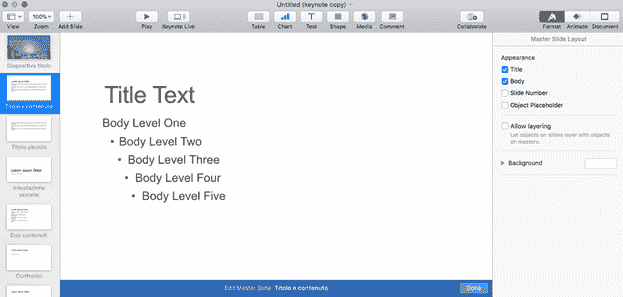 Untitled (keynote copy)
View
100%
Zoom
Add Slide
Play
Keynote Live
Table
Chart
Text
Shape
Media
Comment
Collaborate
Format
Animate
Document
Diapositiva titolo
Titolo e contenuto
Titolo piccolo
Intestazione
sezione
Due contenuti
Confronto
Title Text
Body Level One
• Body Level Two
• Body Level Three
• Body Level Four
• Body Level Five
Edit Master Slide Titolo e contenuto
Done
Master Slide Layout
Appearance
Title
Body
Slide Number
Object Placeholder
Allow layering
Let objects on slides layer with objects
on masters.
Background